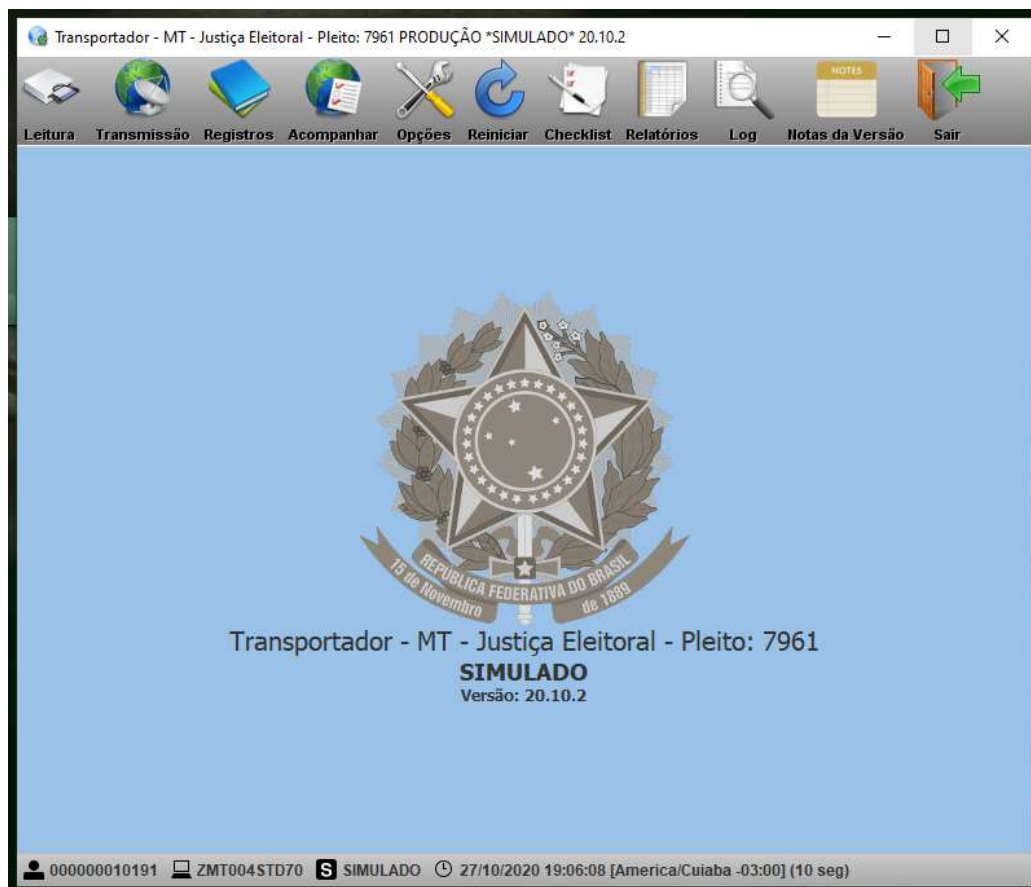 Transportador - MT - Justiça Eleitoral - Pleito: 7961 PRODUÇÃO *SIMULADO* 20.10.2
Leitura Transmissão Registros Acompanhar Opções Reiniciar Checklist Relatórios Log Notas da Versão Sair
NOTES
REPUBLICA FEDERATIVA DO BRASIL
15 de Novembro de 1889
Transportador - MT - Justiça Eleitoral - Pleito: 7961
SIMULADO
Versão: 20.10.2
000000010191 ZMT004STD70 S SIMULADO 27/10/2020 19:06:08 [America/Cuiaba -03:00] (10 seg)